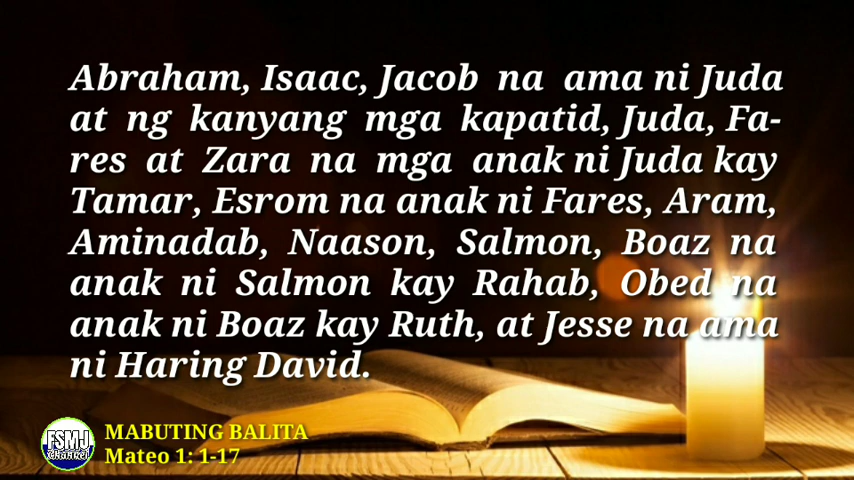 Abraham, Isaac, Jacob na ama ni Juda
at ng kanyang mga kapatid, Juda, Fa-
res at Zara na mga anak ni Juda kay
Tamar, Esrom na anak ni Fares, Aram,
Aminadab, Naason, Salmon, Boaz na
anak ni Salmon kay Rahab, Obed na
anak ni Boaz kay Ruth, at Jesse na ama
ni Haring David.
FSMJ
channel
MABUTING BALITA
Mateo 1: 1-17